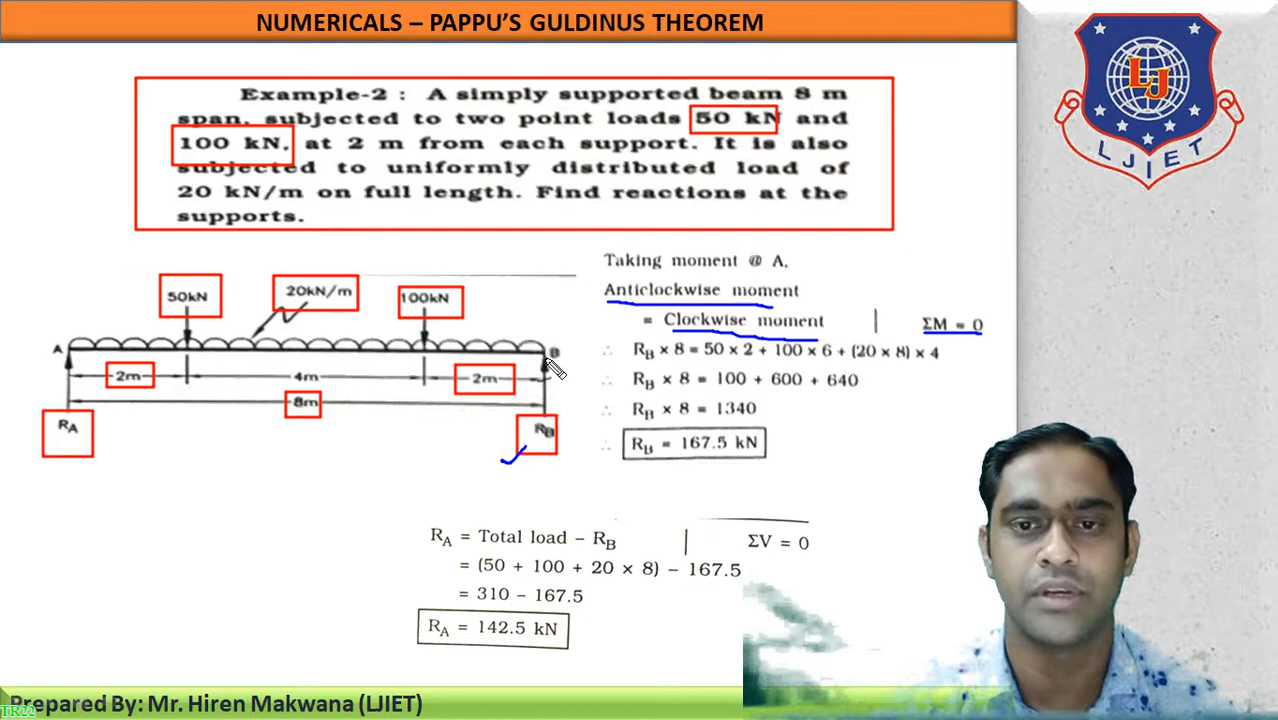 NUMERICALS – PAPPU'S GULDINUS THEOREM
Example-2 : A simply supported beam 8 m
span, subjected to two point loads 50 kN and
100 kN, at 2 m from each support. It is also
subjected to uniformly distributed load of
20 kN/m on full length. Find reactions at the
supports.
LJ
LJIET
50kN
20kN/m
100kN
A
B
2m
4m
2m
8m
RA
RB
Taking moment @ A,
Anticlockwise moment
= Clockwise moment | ΣM = 0
∴ RB × 8 = 50 × 2 + 100 × 6 + (20 × 8) × 4
∴ RB × 8 = 100 + 600 + 640
∴ RB × 8 = 1340
∴ RB = 167.5 kN
RA = Total load – RB | ΣV = 0
= (50 + 100 + 20 × 8) – 167.5
= 310 – 167.5
RA = 142.5 kN
Prepared By: Mr. Hiren Makwana (LJIET)
TR22